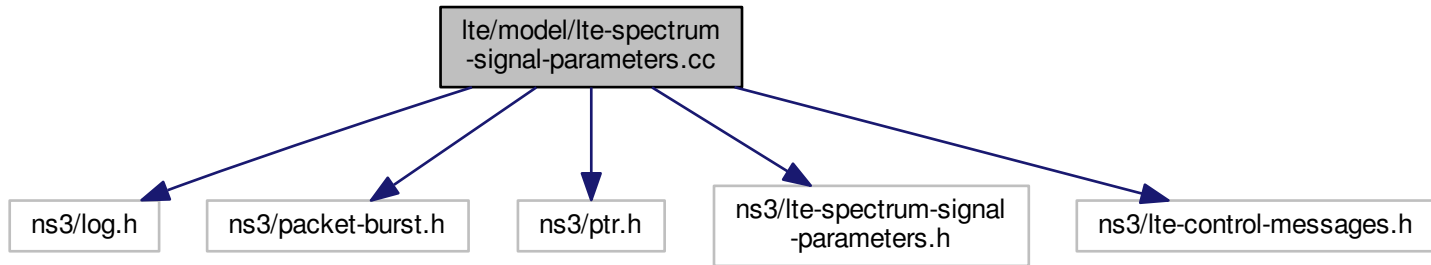 lte/model/lte-spectrum
-signal-parameters.cc
ns3/log.h
ns3/packet-burst.h
ns3/ptr.h
ns3/lte-spectrum-signal
-parameters.h
ns3/lte-control-messages.h